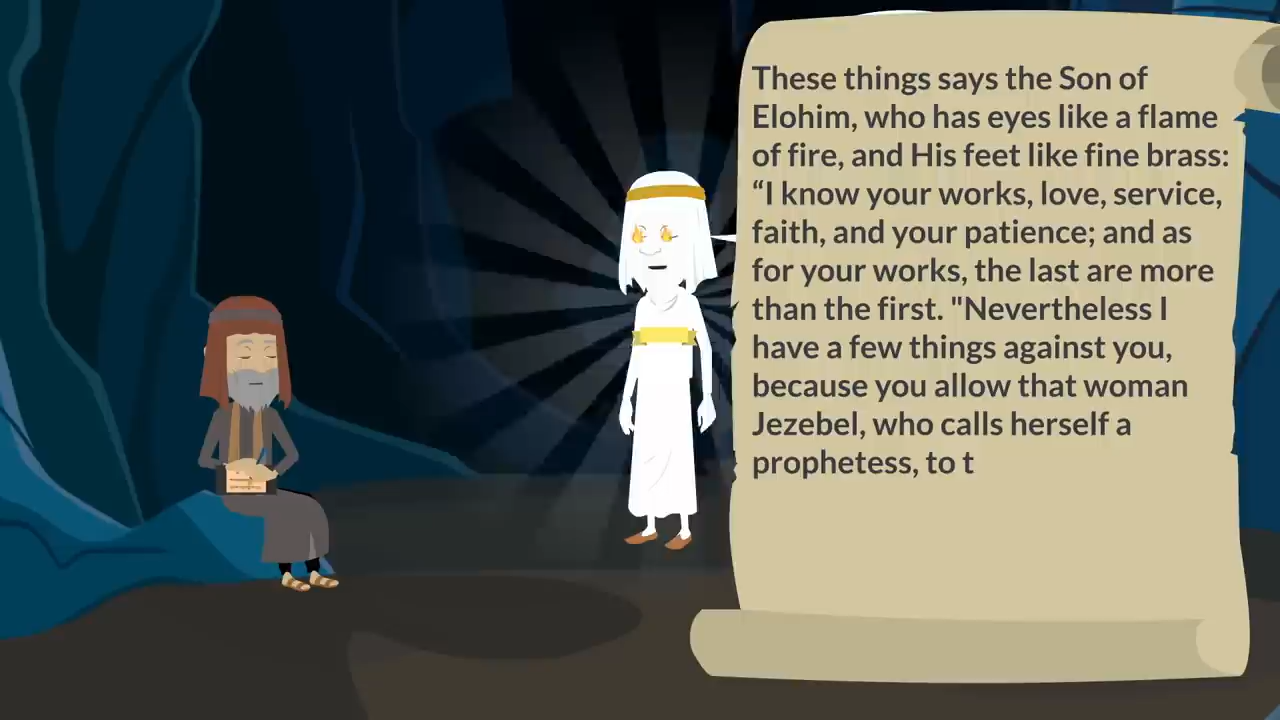 These things says the Son of
Elohim, who has eyes like a flame
of fire, and His feet like fine brass:
“I know your works, love, service,
faith, and your patience; and as
for your works, the last are more
than the first. "Nevertheless I
have a few things against you,
because you allow that woman
Jezebel, who calls herself a
prophetess, to t